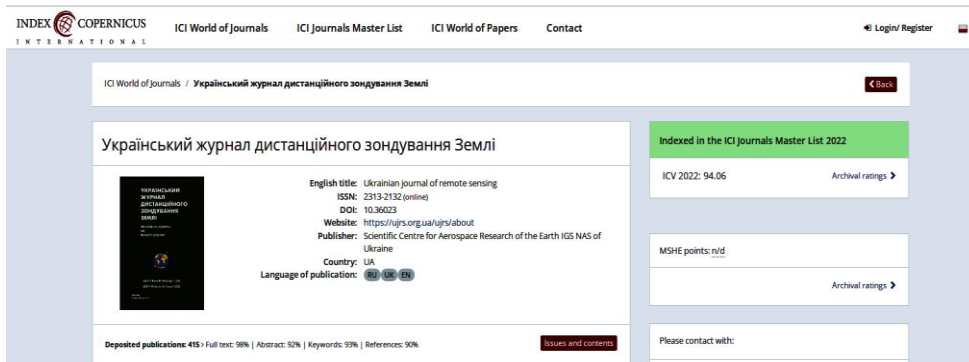 INDEX COPERNICUS
INTERNATIONAL
ICI World of Journals
ICI Journals Master List
ICI World of Papers
Contact
Login/ Register
ICI World of Journals / Український журнал дистанційного зондування Землі
Back
Український журнал дистанційного зондування Землі
УКРАЇНСЬКИЙ
ЖУРНАЛ
ДИСТАНЦІЙНОГО
ЗОНДУВАННЯ
ЗЕМЛІ
English title: Ukrainian journal of remote sensing
ISSN: 2313-2132 (online)
DOI: 10.36023
Website: https://ujrs.org.ua/ujrs/about
Publisher: Scientific Centre for Aerospace Research of the Earth IGS NAS of
Ukraine
Country: UA
Language of publication: RU UK EN
Deposited publications: 415 › Full text: 98% | Abstract: 92% | Keywords: 93% | References: 90%
Issues and contents
Indexed in the ICI Journals Master List 2022
ICV 2022: 94.06
Archival ratings
MSHE points: n/d
Archival ratings
Please contact with: